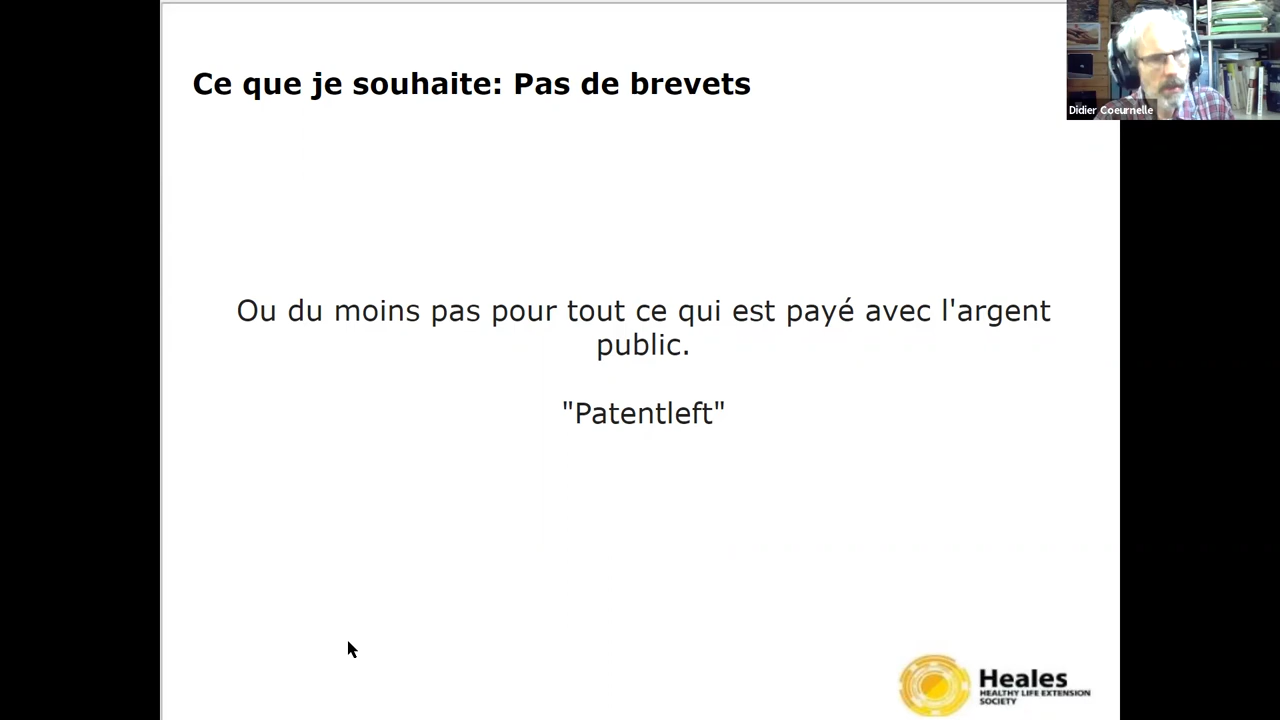 Ce que je souhaite: Pas de brevets
Didier Coeurnelle
Ou du moins pas pour tout ce qui est payé avec l'argent
public.
"Patentleft"
Heales
HEALTHY LIFE EXTENSION
SOCIETY